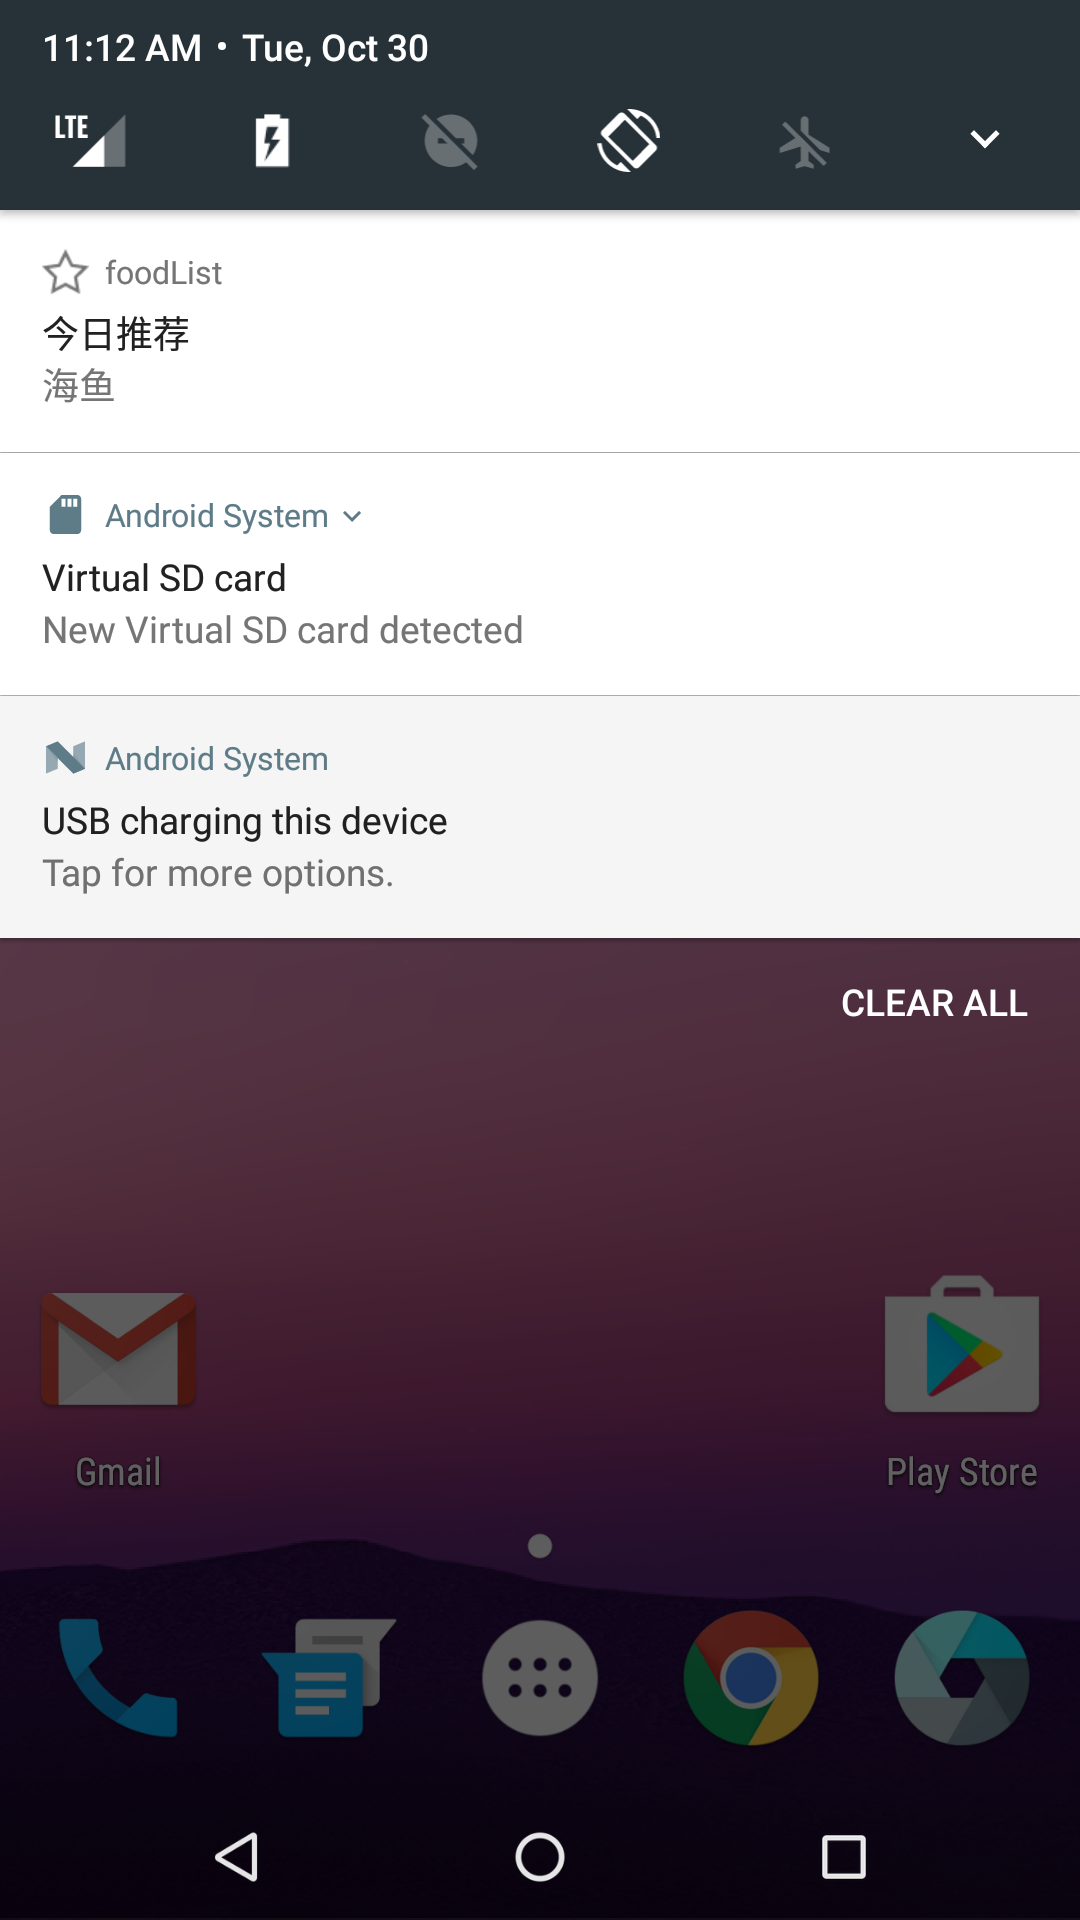 11:12 AM • Tue, Oct 30
LTE
foodList
今日推荐
海鱼
Android System
Virtual SD card
New Virtual SD card detected
Android System
USB charging this device
Tap for more options.
CLEAR ALL
Gmail
Play Store